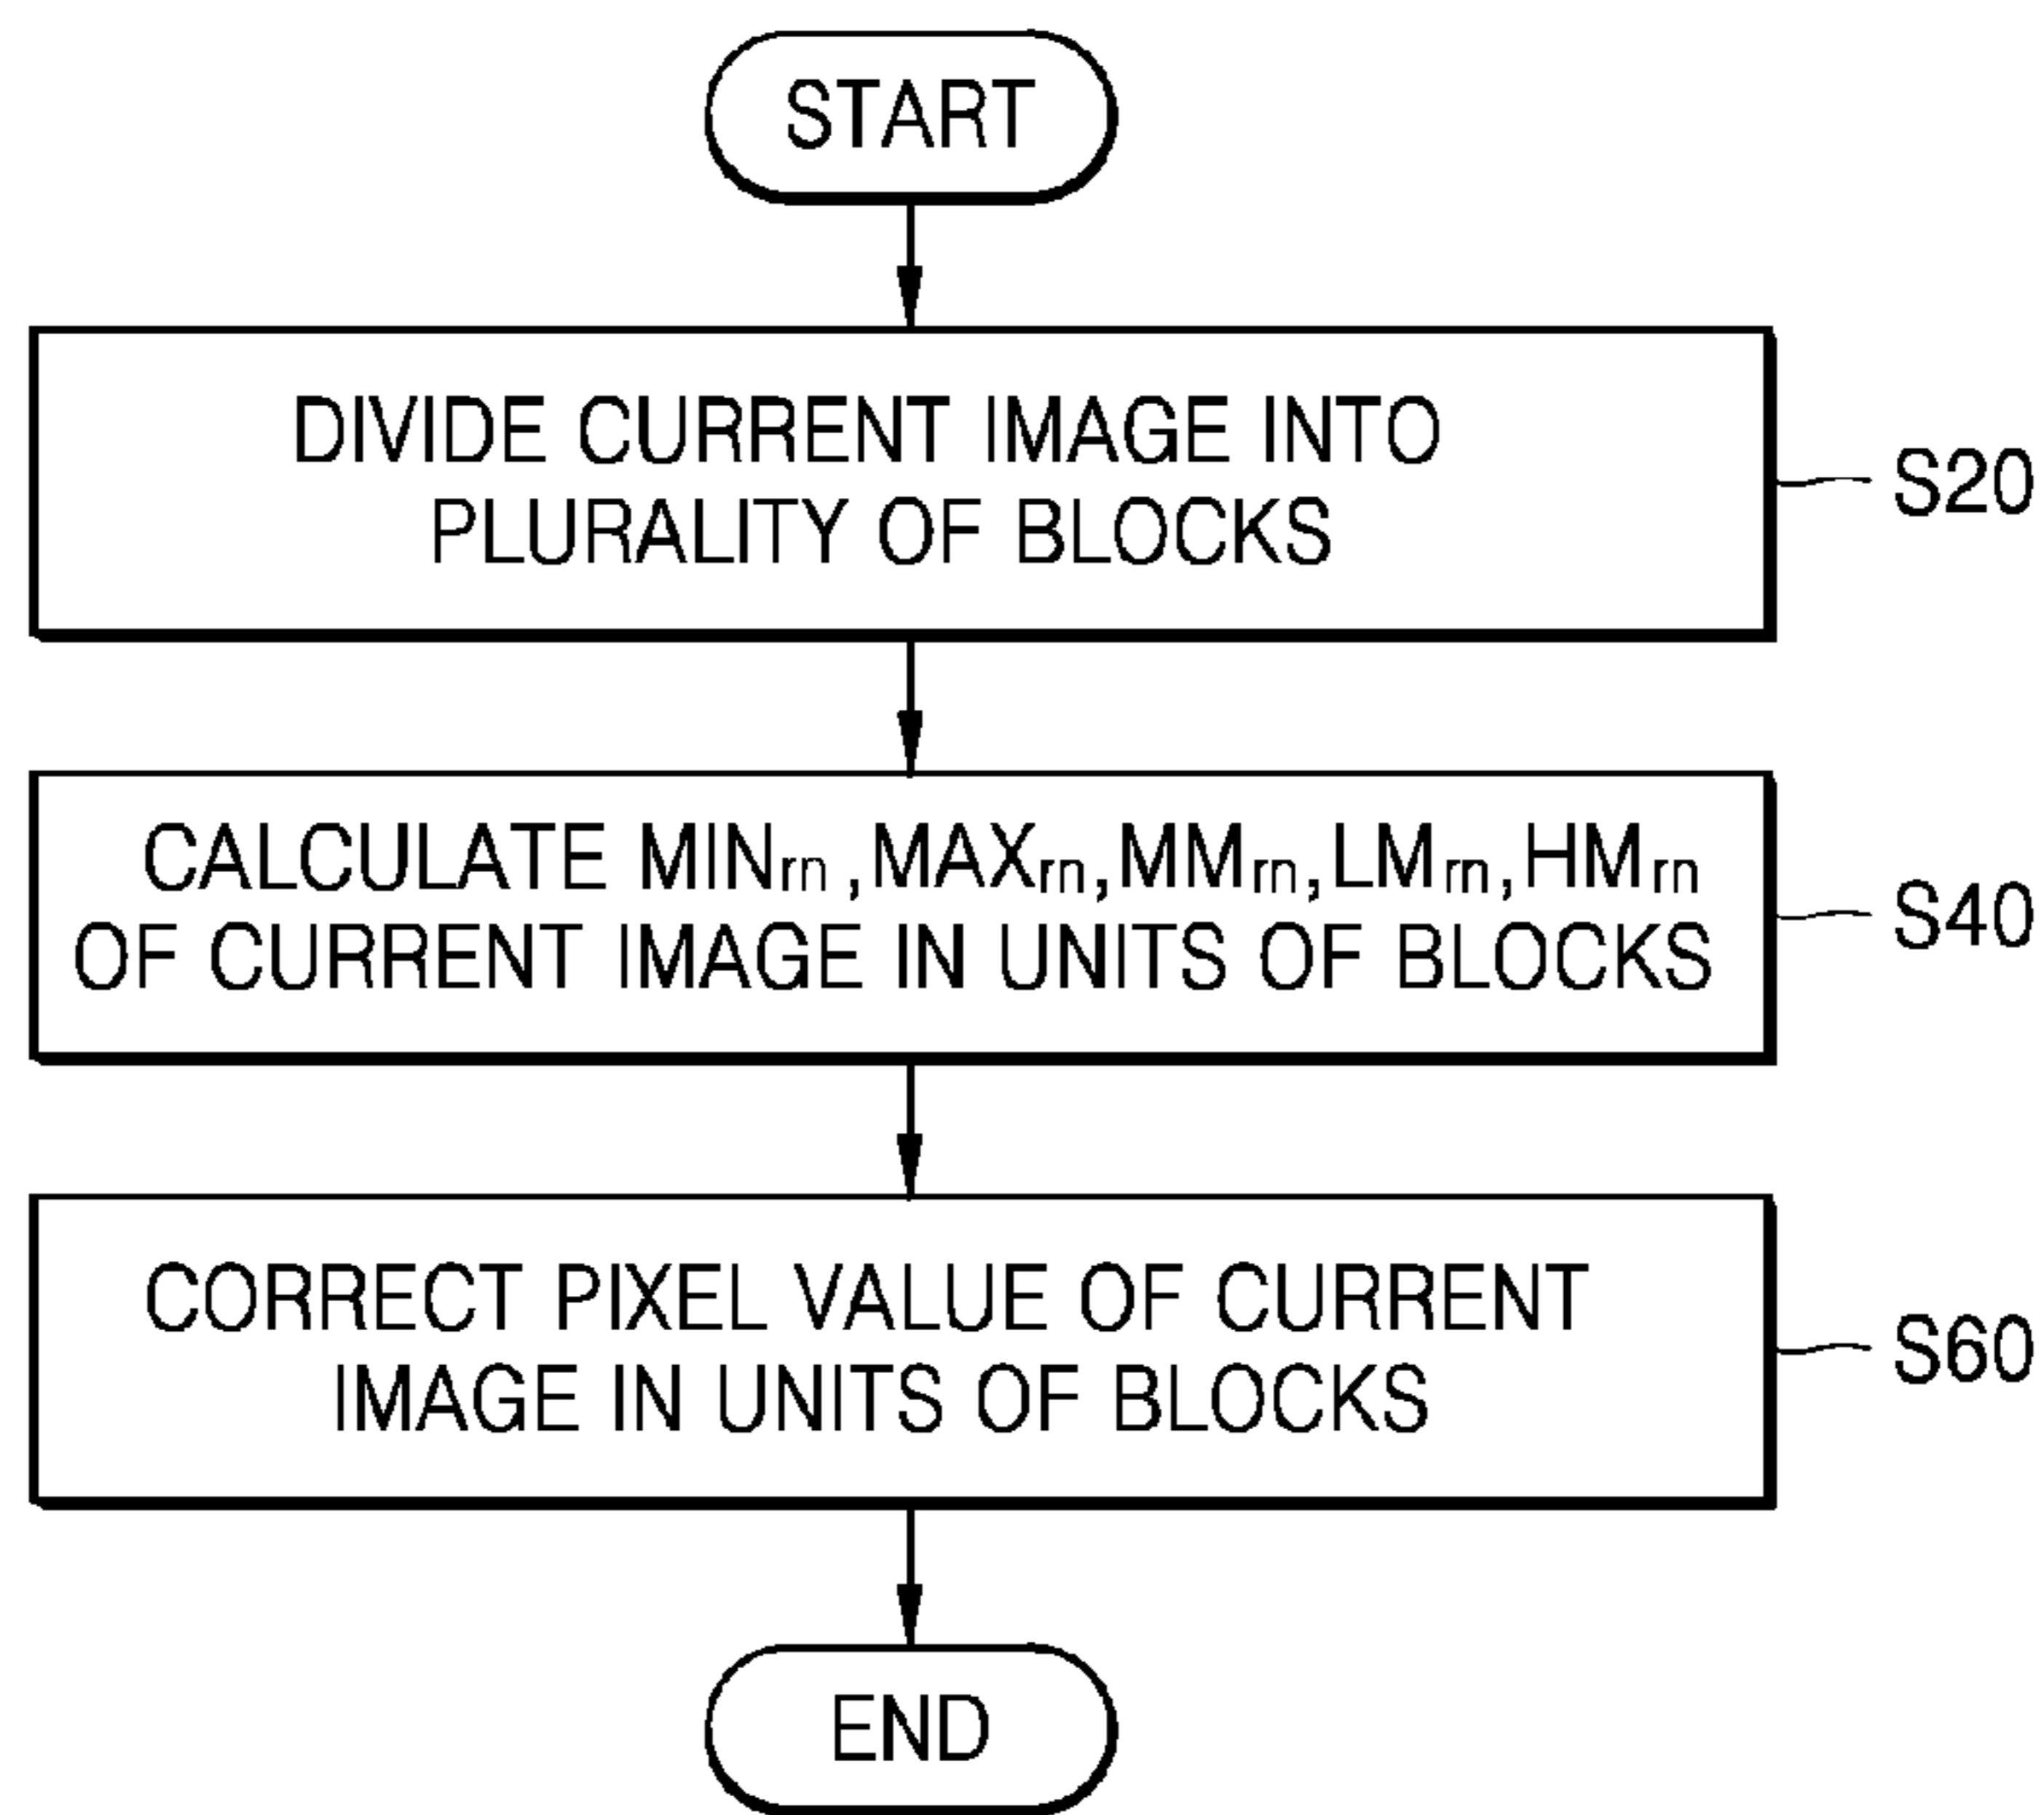 START
DIVIDE CURRENT IMAGE INTO
PLURALITY OF BLOCKS
S20
CALCULATE MINrn ,MAXrn,MMrn,LMrn,HMrn
OF CURRENT IMAGE IN UNITS OF BLOCKS
S40
CORRECT PIXEL VALUE OF CURRENT
IMAGE IN UNITS OF BLOCKS
S60
END